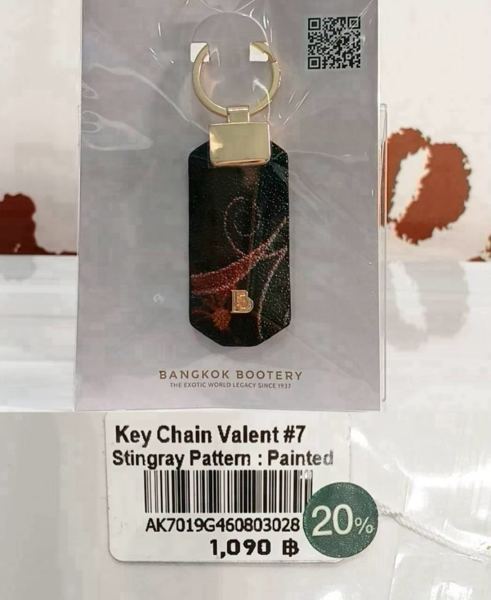 B
BANGKOK BOOTERY
THE EXOTIC WORLD LEGACY SINCE 1937
Key Chain Valent #7
Stingray Pattern : Painted
AK7019G460803028
20%
1,090 ฿